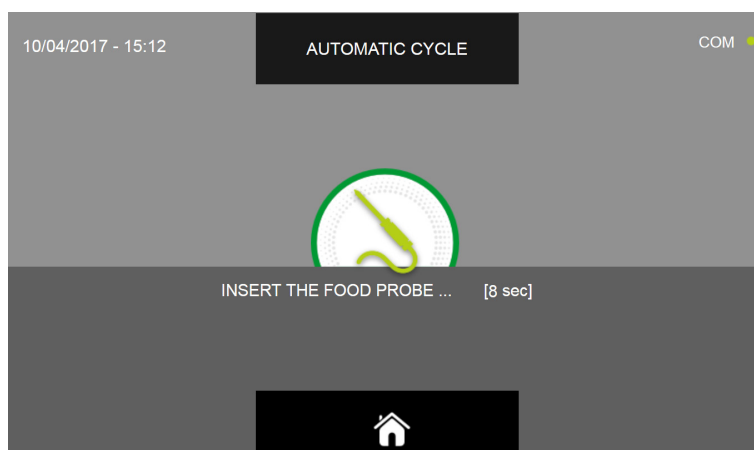 10/04/2017 - 15:12
AUTOMATIC CYCLE
COM
INSERT THE FOOD PROBE ... [8 sec]